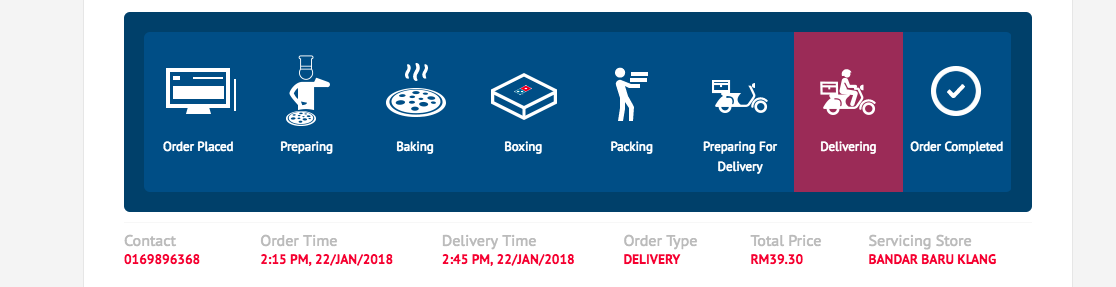 Order Placed
Preparing
Baking
Boxing
Packing
Preparing For
Delivery
Delivering
Order Completed
Contact
0169896368
Order Time
2:15 PM, 22/JAN/2018
Delivery Time
2:45 PM, 22/JAN/2018
Order Type
DELIVERY
Total Price
RM39.30
Servicing Store
BANDAR BARU KLANG